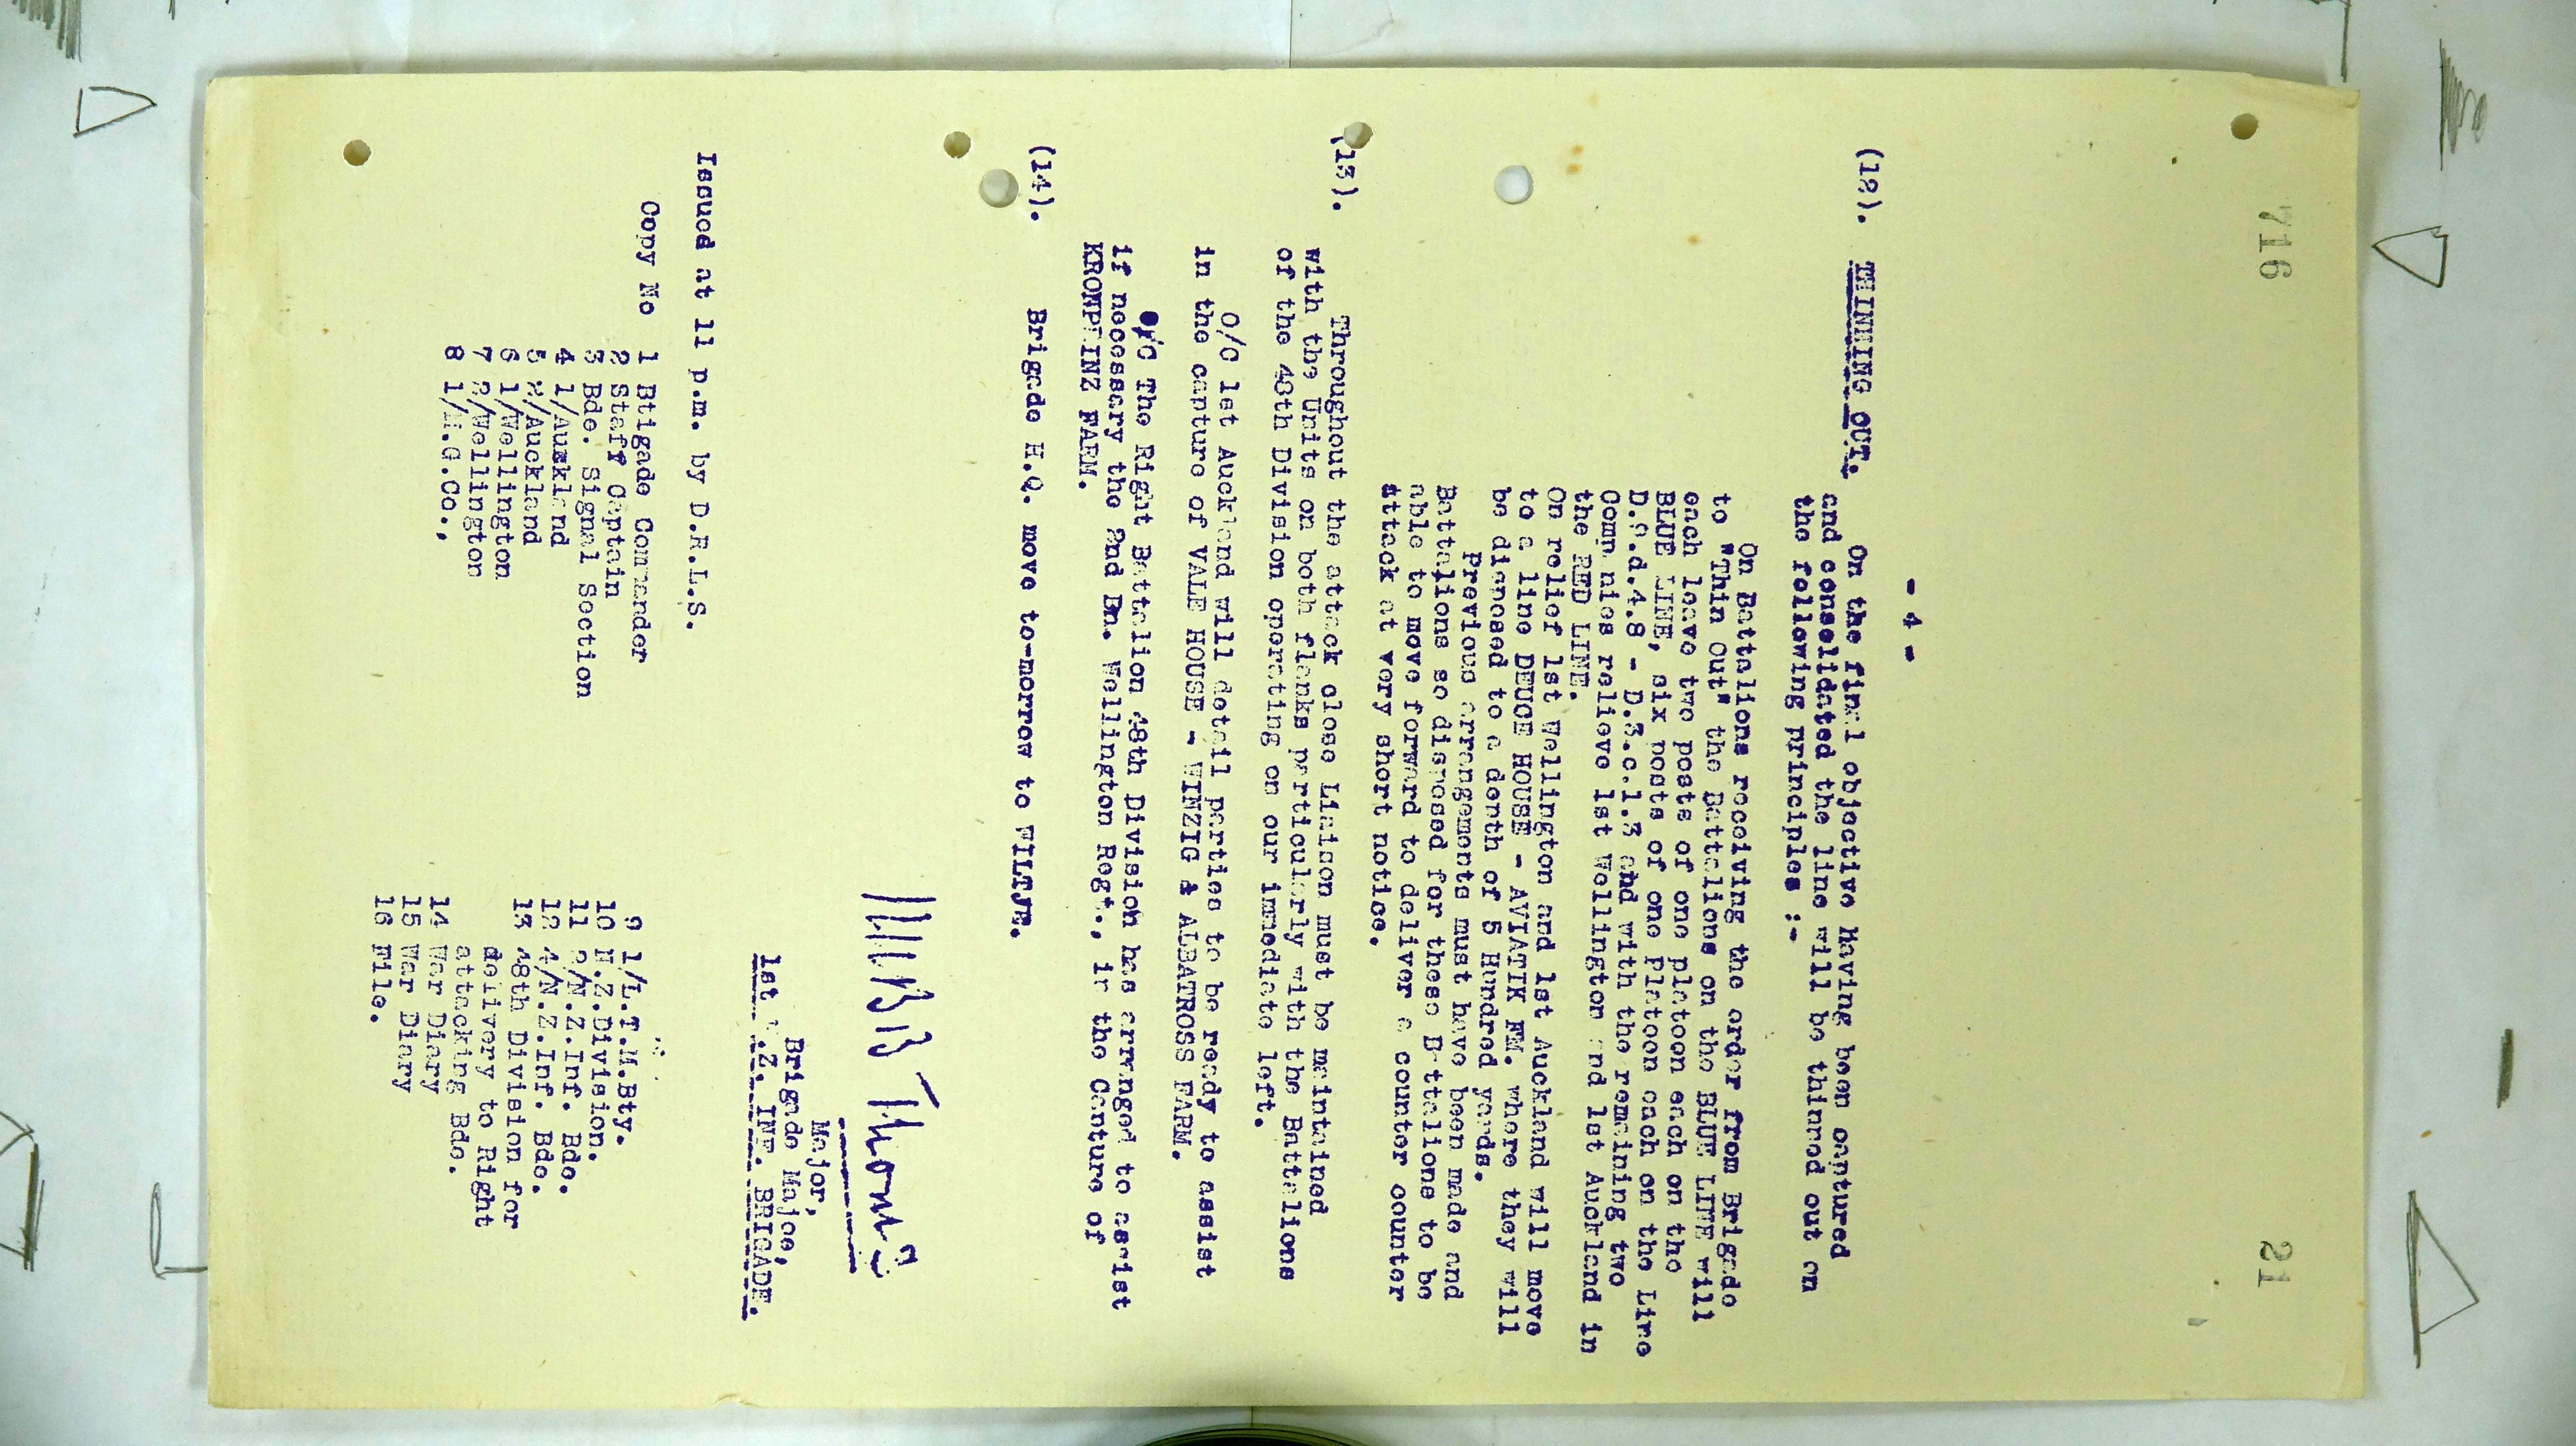 716
21
- 4 -
(12). THINNING OUT.
On the final objective having been captured
and consolidated the line will be thinned out on
the following principles :-
On Battalions receiving the order from Brigade
to "Thin Out" the Battalions on the BLUE LINE will
each leave two posts of one platoon each on the
BLUE LINE, six posts of one Platoon each on the Line
D.9.d.4.8 - D.3.c.1.3 and with the remaining two
Companies relieve 1st Wellington and 1st Auckland in
the RED LINE.
On relief 1st Wellington and 1st Auckland will move
to a line DEUCE HOUSE - AVIATIK FM. where they will
be disposed to a depth of 5 Hundred yards.
Previous arrangements must have been made and
Battalions so disposed for these Battalions to be
able to move forward to deliver a counter counter
attack at very short notice.
(13).
Throughout the attack close Liaison must be maintained
with the Units on both flanks particularly with the Battalions
of the 48th Division operating on our immediate left.
O/C 1st Auckland will detail parties to be ready to assist
in the capture of VALE HOUSE - WINZIG & ALBATROSS FARM.
O/C The Right Battalion 48th Division has arranged to assist
if necessary the 2nd Bn. Wellington Regt., in the Capture of
KRONPRINZ FARM.
(14). Brigade H.Q. move to-morrow to WILTJE.
Major,
Brigade Major,
1st N.Z. INF. BRIGADE.
Issued at 11 p.m. by D.R.L.S.
Copy No 1 Btigade Commander
2 Staff Captain
3 Bde. Signal Section
4 1/Auckland
5 2/Auckland
6 1/Wellington
7 2/Wellington
8 1/M.G.Co.,
9 1/L.T.M.Bty.
10 N.Z.Division.
11 2/N.Z.Inf. Bde.
12 4/N.Z.Inf. Bde.
13 48th Division for
delivery to Right
attacking Bde.
14 War Diary
15 War Diary
16 File.